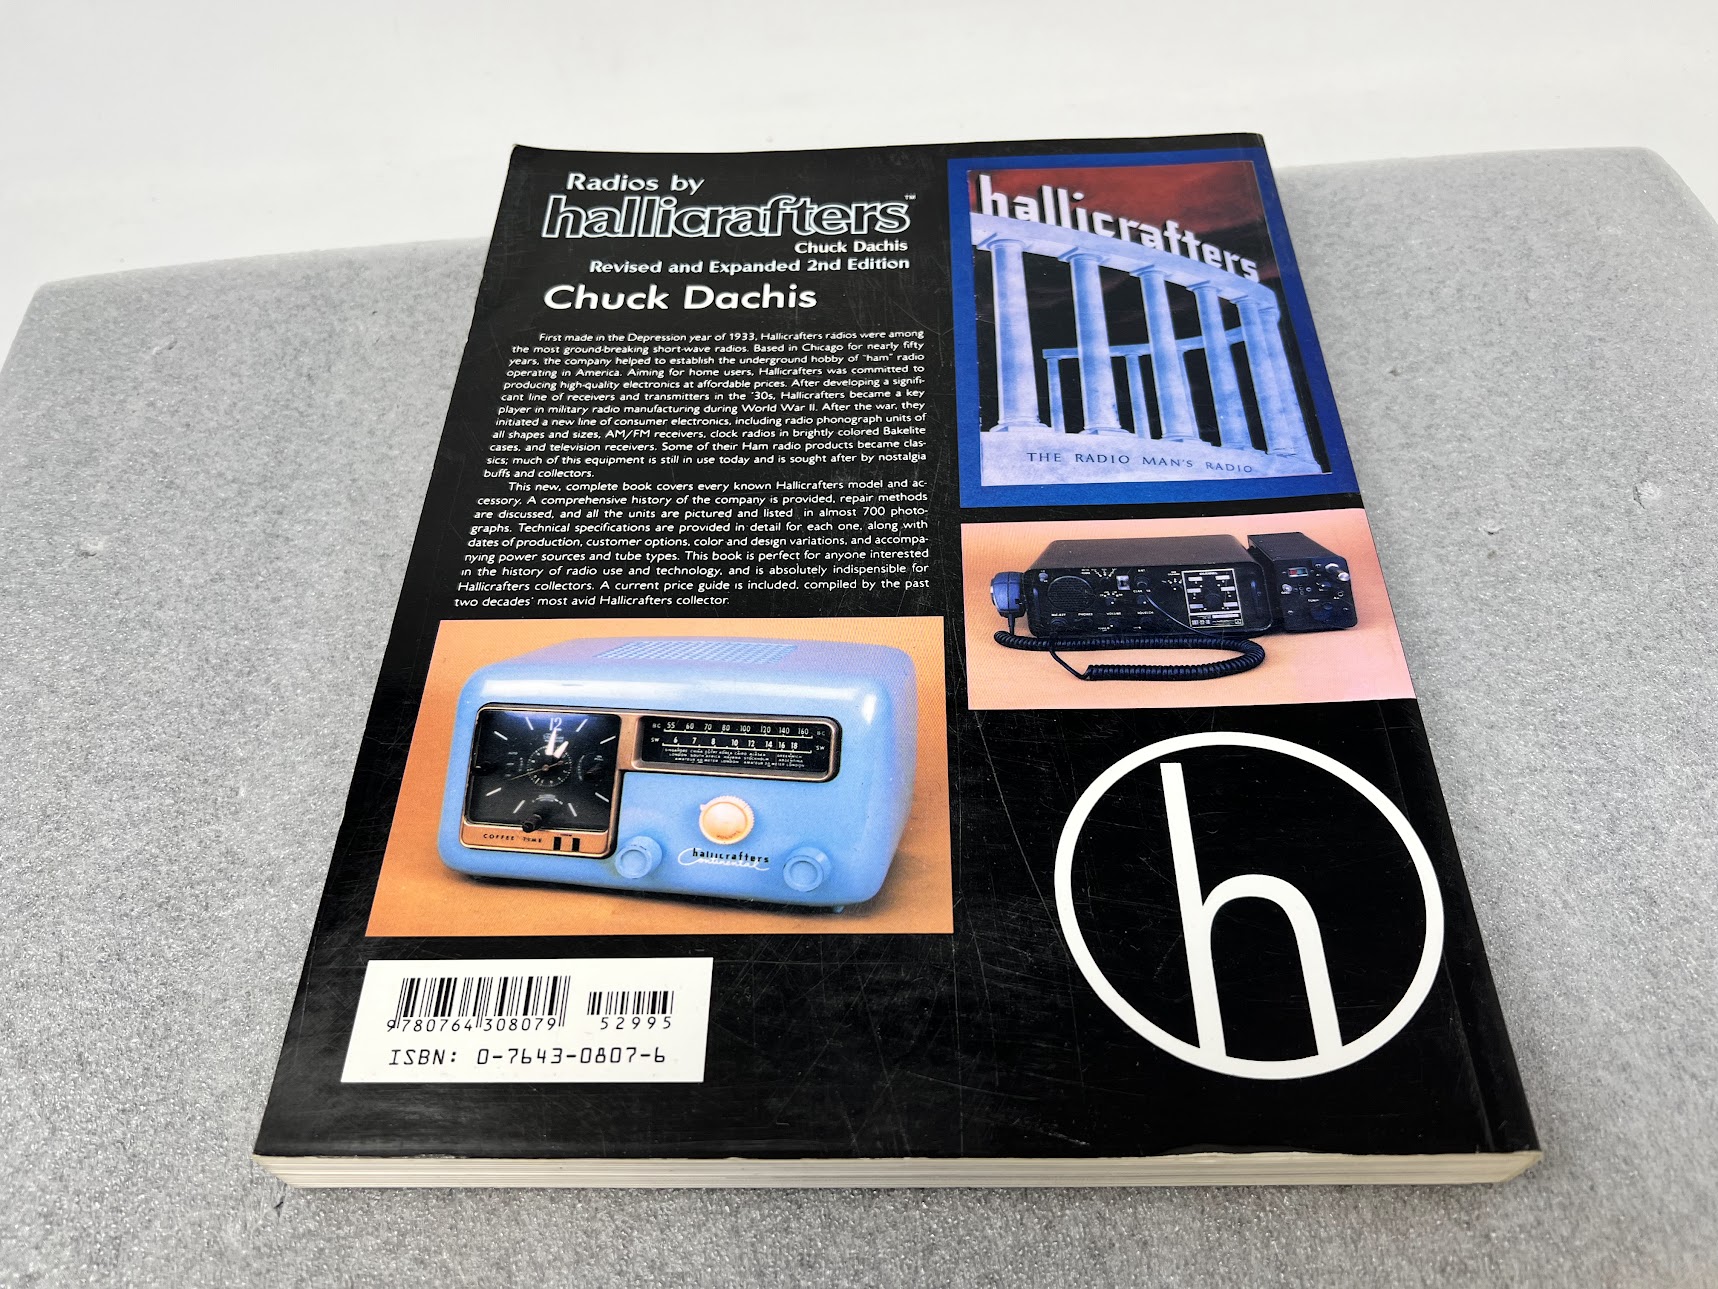 Radios by
hallicrafters™
Chuck Dachis
Revised and Expanded 2nd Edition
Chuck Dachis
First made in the Depression year of 1933, Hallicrafters radios were among
the most ground-breaking short-wave radios. Based in Chicago for nearly fifty
years, the company helped to establish the underground hobby of "ham" radio
operating in America. Aiming for home users, Hallicrafters was committed to
producing high-quality electronics at affordable prices. After developing a signifi-
cant line of receivers and transmitters in the '30s, Hallicrafters became a key
player in military radio manufacturing during World War II. After the war, they
initiated a new line of consumer electronics, including radio phonograph units of
all shapes and sizes, AM/FM receivers, clock radios in brightly colored Bakelite
cases, and television receivers. Some of their Ham radio products became clas-
sics; much of this equipment is still in use today and is sought after by nostalgia
buffs and collectors.
This new, complete book covers every known Hallicrafters model and ac-
cessory. A comprehensive history of the company is provided, repair methods
are discussed, and all the units are pictured and listed in almost 700 photo-
graphs. Technical specifications are provided in detail for each one, along with
dates of production, customer options, color and design variations, and accompa-
nying power sources and tube types. This book is perfect for anyone interested
in the history of radio use and technology, and is absolutely indispensible for
Hallicrafters collectors. A current price guide is included, compiled by the past
two decades' most avid Hallicrafters collector.
hallicrafters
THE RADIO MAN'S RADIO
12
BC 55 60 70 80 100 120 140 160 BC
SW 6 7 8 10 12 14 16 18 SW
COFFEE TIME
hallicrafters
Continental
h
9 780764 308079
52995
ISBN: 0-7643-0807-6